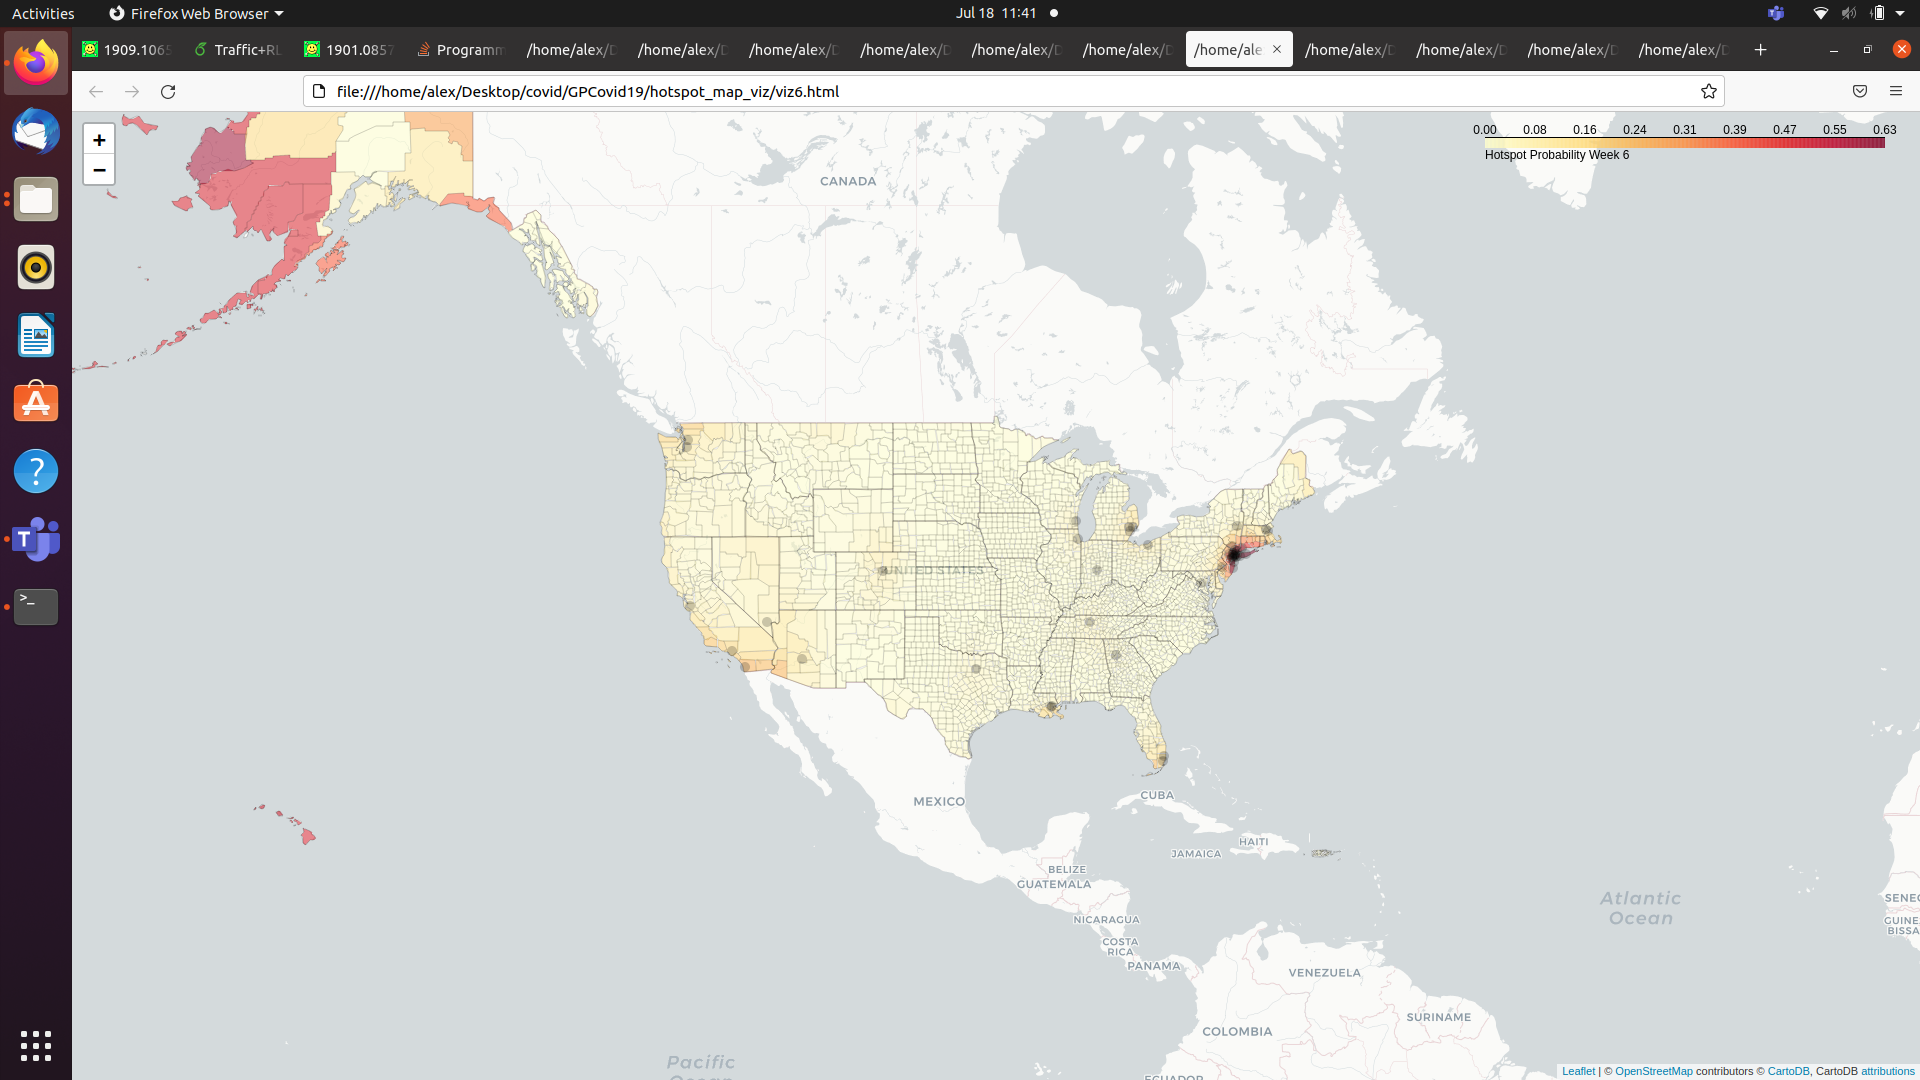 Activities
Firefox Web Browser
Jul 18 11:41
1909.1065
Traffic+RL
1901.0857
Programm
/home/alex/D
/home/alex/D
/home/alex/D
/home/alex/D
/home/alex/D
/home/alex/D
/home/ale
/home/alex/D
/home/alex/D
/home/alex/D
/home/alex/D
file:///home/alex/Desktop/covid/GPCovid19/hotspot_map_viz/viz6.html
+
−
0.00 0.08 0.16 0.24 0.31 0.39 0.47 0.55 0.63
Hotspot Probability Week 6
CANADA
UNITED STATES
MEXICO
CUBA
HAITI
JAMAICA
BELIZE
GUATEMALA
NICARAGUA
COSTA
RICA
PANAMA
VENEZUELA
COLOMBIA
SURINAME
ECUADOR
Atlantic
Ocean
Pacific
Ocean
SENEG
GUINE
BISSA
Leaflet | © OpenStreetMap contributors © CartoDB, CartoDB attributions